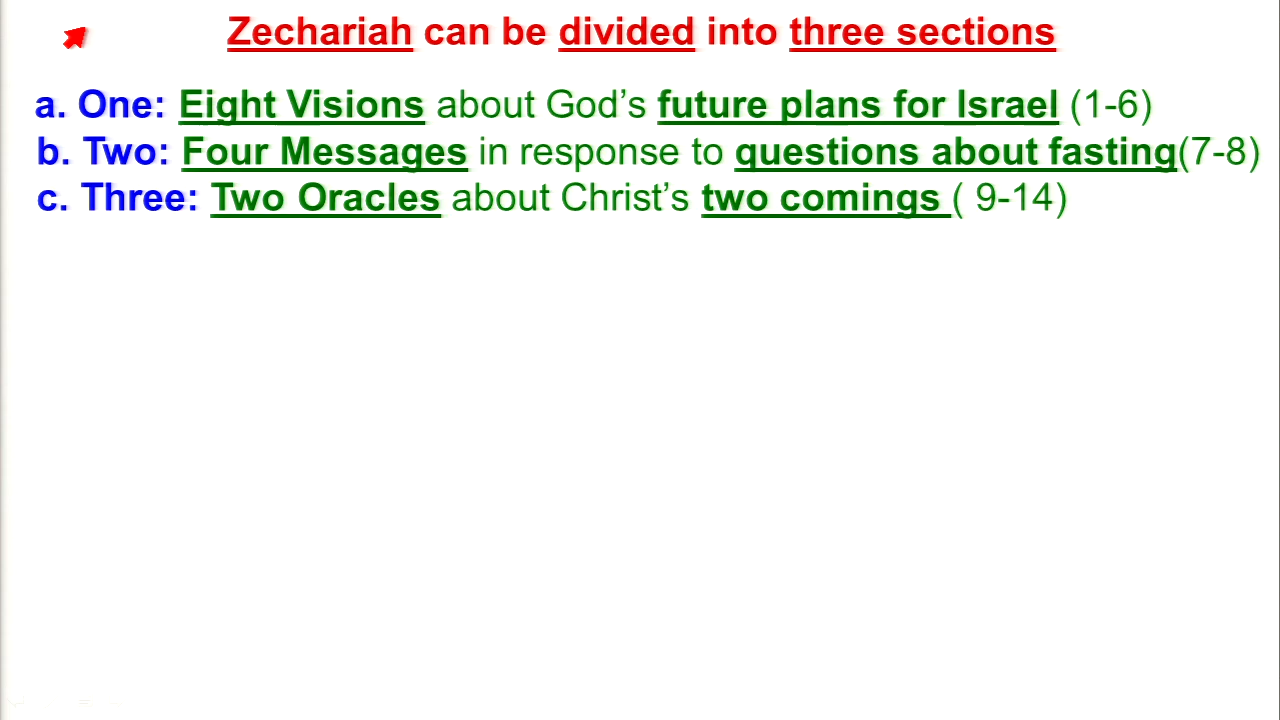 Zechariah can be divided into three sections
a. One: Eight Visions about God’s future plans for Israel (1-6)
b. Two: Four Messages in response to questions about fasting(7-8)
c. Three: Two Oracles about Christ’s two comings ( 9-14)